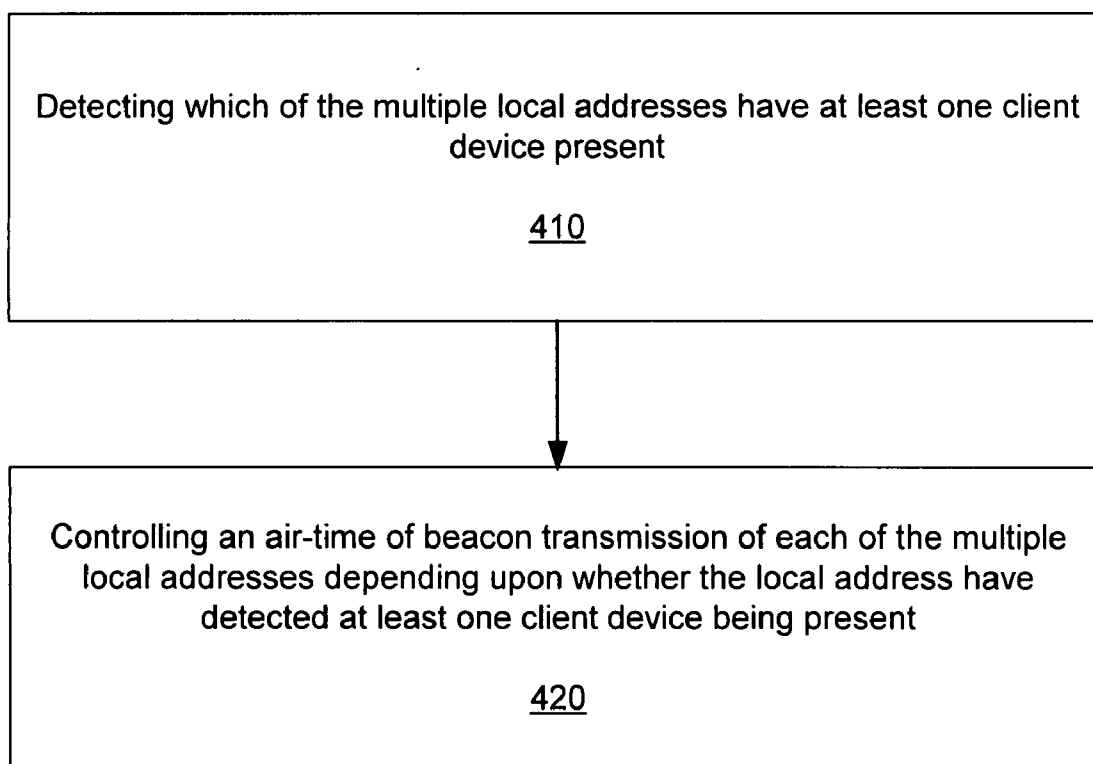 Detecting which of the multiple local addresses have at least one client
device present
410
Controlling an air-time of beacon transmission of each of the multiple
local addresses depending upon whether the local address have
detected at least one client device being present
420